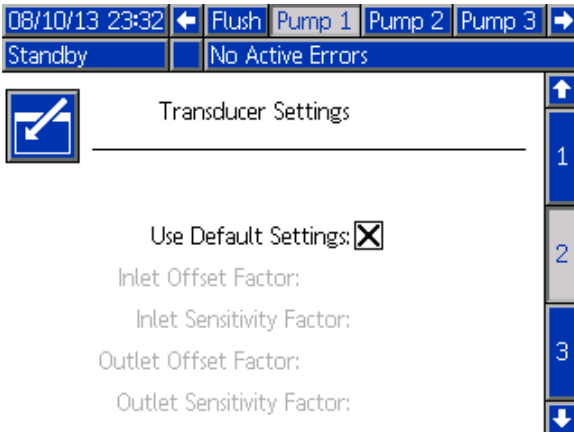 08/10/13 23:32 Flush Pump 1 Pump 2 Pump 3
Standby No Active Errors
Transducer Settings
1
Use Default Settings:
2
Inlet Offset Factor:
Inlet Sensitivity Factor:
Outlet Offset Factor:
3
Outlet Sensitivity Factor: